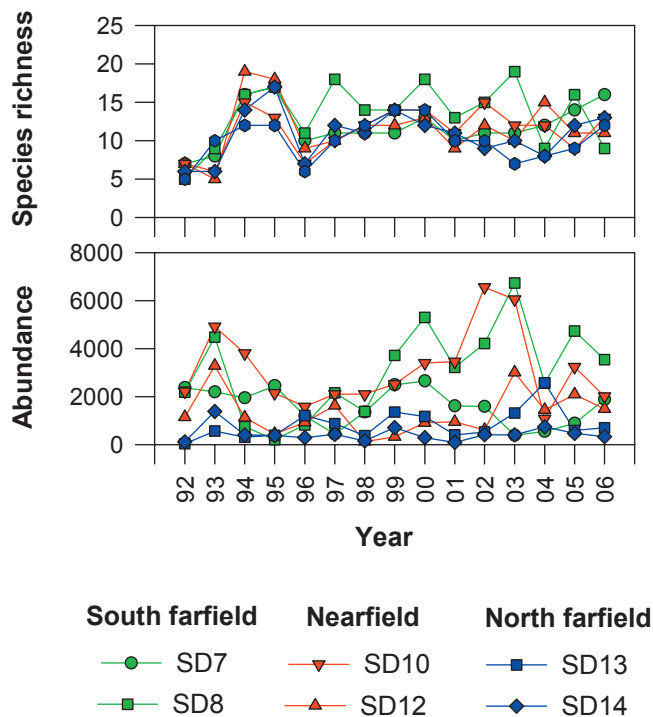 Species richness
25
20
15
10
5
0
Abundance
8000
6000
4000
2000
0
92 93 94 95 96 97 98 99 00 01 02 03 04 05 06
Year
South farfield Nearfield North farfield
SD7 SD10 SD13
SD8 SD12 SD14